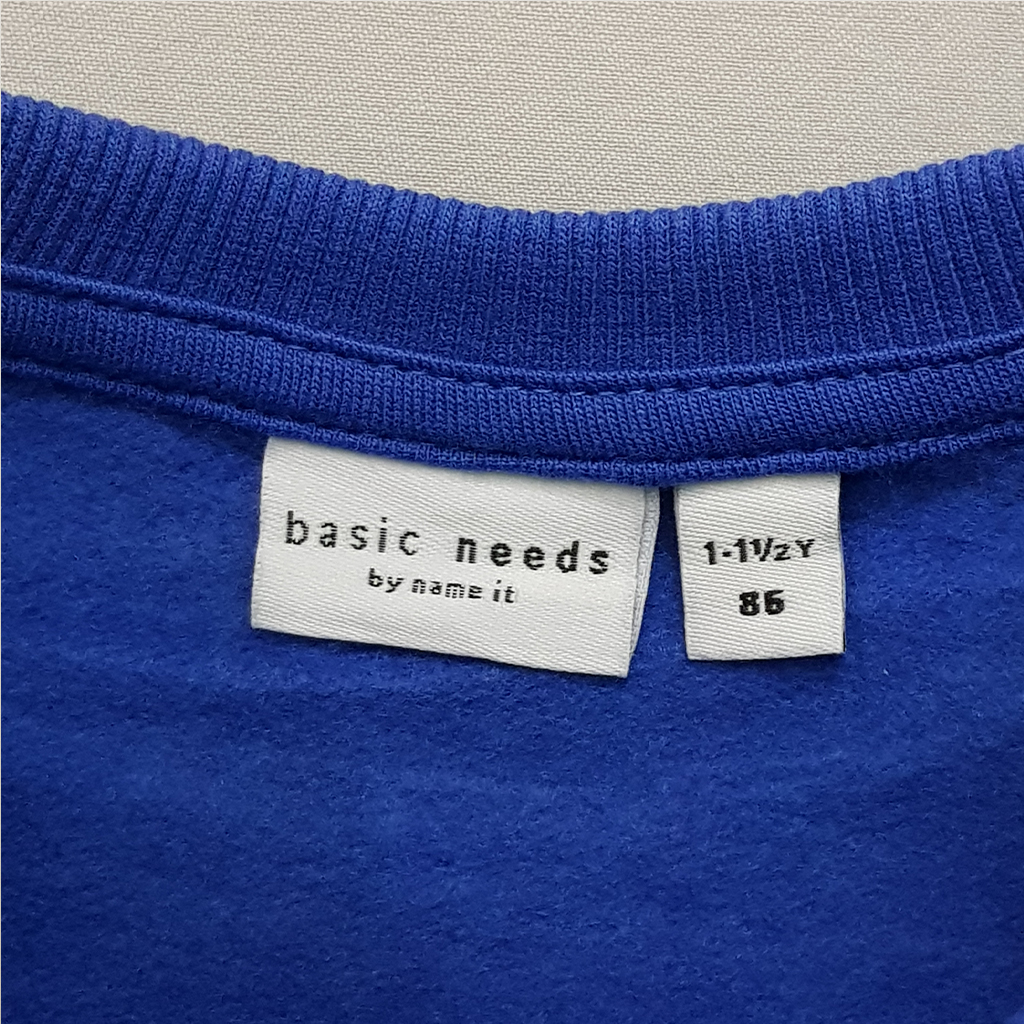 basic needs
by name it
1-1½Y
86